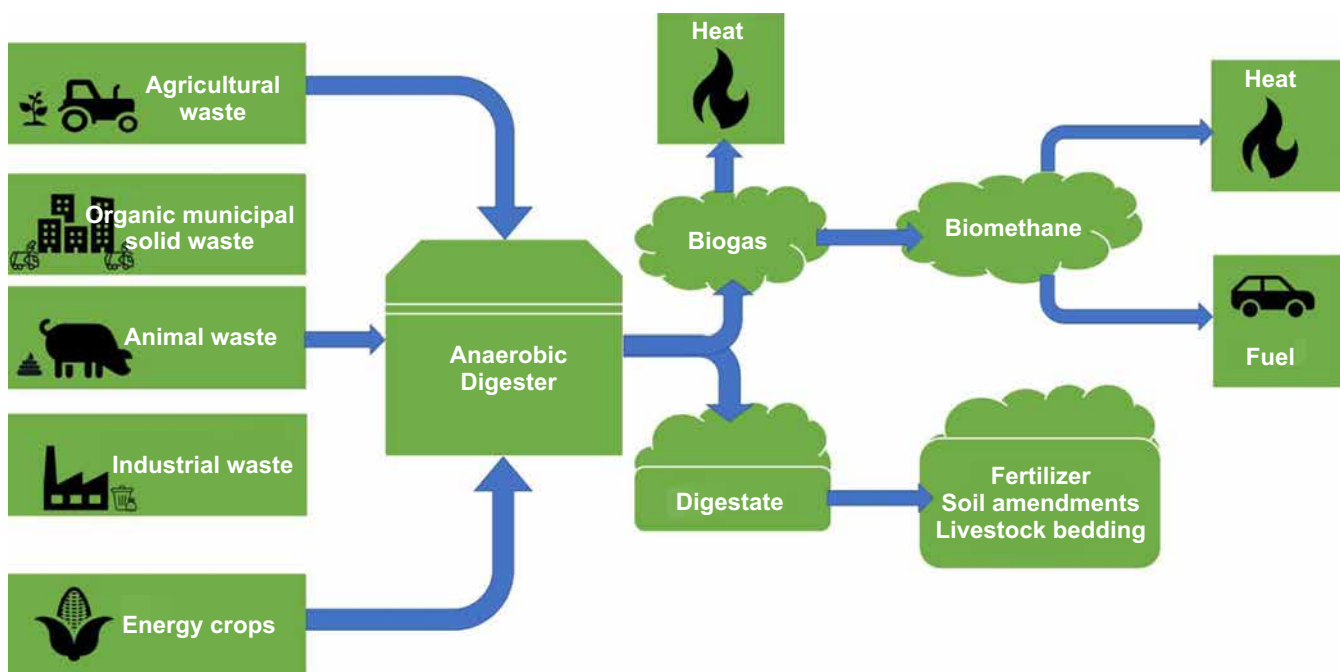 Agricultural
waste
Organic municipal
solid waste
Animal waste
Industrial waste
Energy crops
Anaerobic
Digester
Heat
Biogas
Biomethane
Heat
Fuel
Digestate
Fertilizer
Soil amendments
Livestock bedding